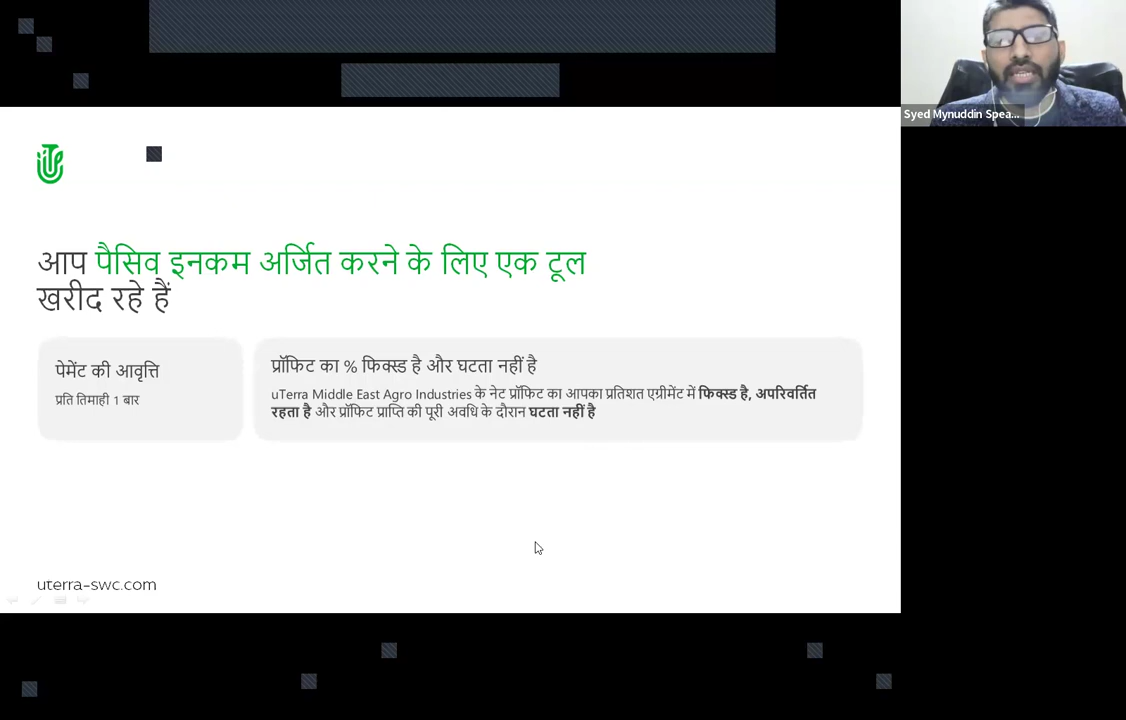 Syed Mynuddin Spea...
आप पैसिव इनकम अर्जित करने के लिए एक टूल
खरीद रहे हैं
पेमेंट की आवृत्ति
प्रति तिमाही 1 बार
प्रॉफिट का % फिक्स्ड है और घटता नहीं है
uTerra Middle East Agro Industries के नेट प्रॉफिट का आपका प्रतिशत एग्रीमेंट में फिक्स्ड है, अपरिवर्तित
रहता है और प्रॉफिट प्राप्ति की पूरी अवधि के दौरान घटता नहीं है
uterra-swc.com